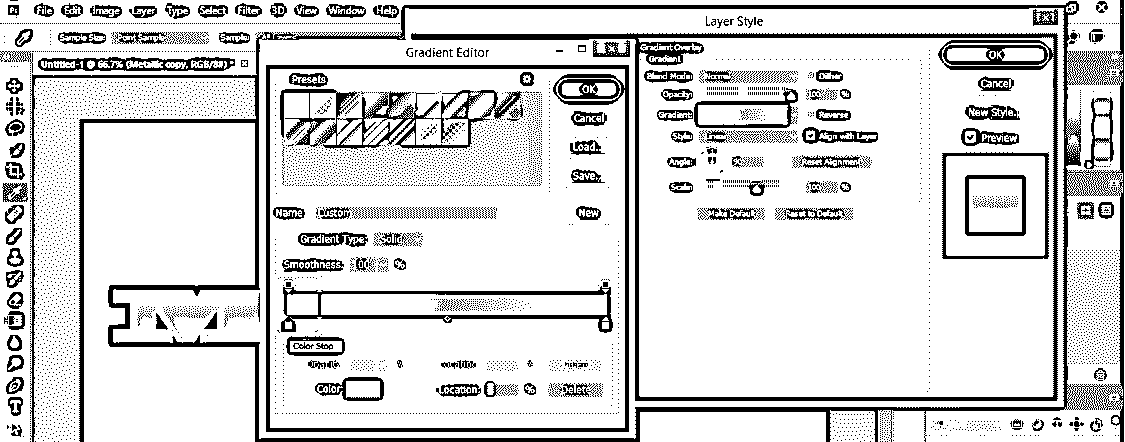 Ps File Edit Image Layer Type Select Filter 3D View Window Help
Layer Style
Sample Size: Point Sample Sample:
Gradient Editor
Untitled-1 @ 66.7% (Metallic copy, RGB/8#) *
Presets
OK
Cancel
Load...
Save...
Name: Custom
New
Gradient Type: Solid
Smoothness: 100 %
Color Stop
Opacity: % Location: % Delete
Color: Location: 0 % Delete
Gradient Overlay
Gradient
Blend Mode: Normal Dither
Opacity: 100 %
Gradient: Reverse
Style: Linear Align with Layer
Angle: 90 Reset Alignment
Scale: 100 %
Make Default Reset to Default
OK
Cancel
New Style...
Preview